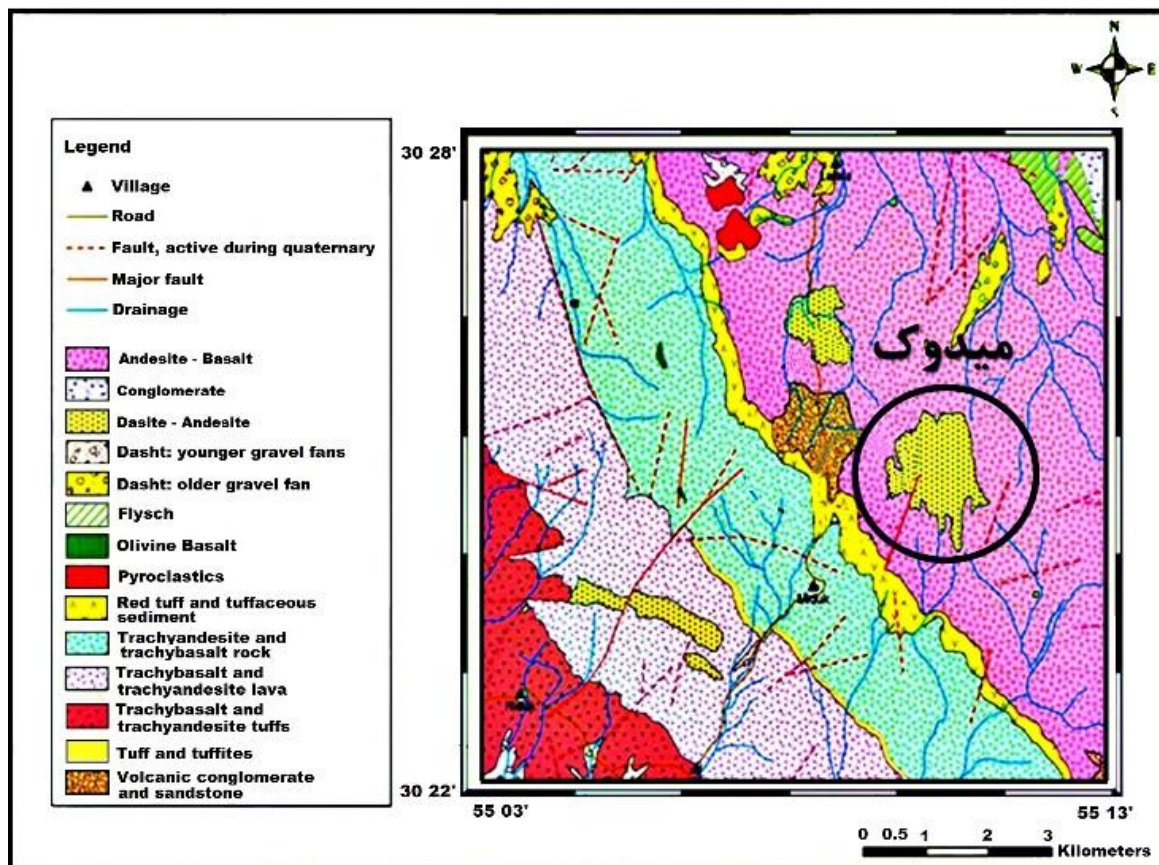 N
W
E
Legend
Village
Road
Fault, active during quaternary
Major fault
Drainage
Andesite - Basalt
Conglomerate
Dasite - Andesite
Dasht: younger gravel fans
Dasht: older gravel fan
Flysch
Olivine Basalt
Pyroclastics
Red tuff and tuffaceous
sediment
Trachyandesite and
trachybasalt rock
Trachybasalt and
trachyandesite lava
Trachybasalt and
trachyandesite tuffs
Tuff and tuffites
Volcanic conglomerate
and sandstone
30 28'
میدوک
30 22'
55 03'
55 13'
0 0.5 1 2 3
Kilometers